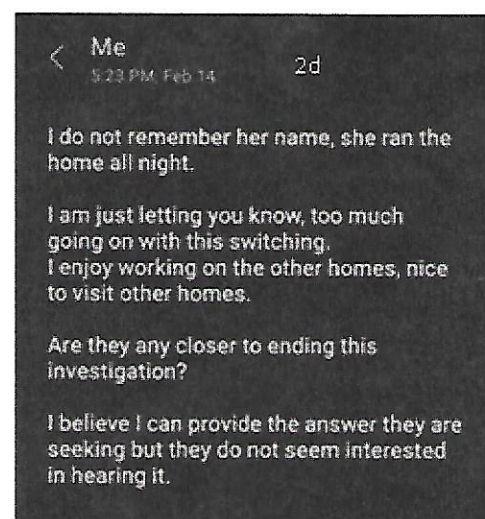 Me
5:23 PM, Feb 14
2d
I do not remember her name, she ran the
home all night.
I am just letting you know, too much
going on with this switching.
I enjoy working on the other homes, nice
to visit other homes.
Are they any closer to ending this
investigation?
I believe I can provide the answer they are
seeking but they do not seem interested
in hearing it.